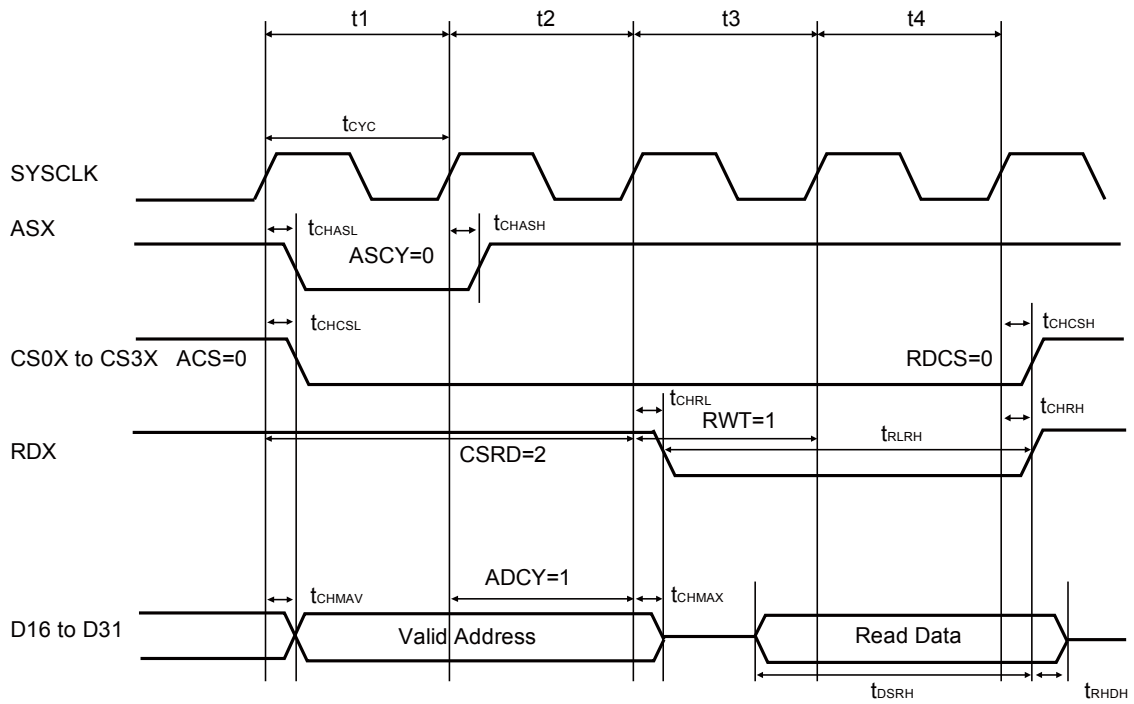 t1 t2 t3 t4
tCYC
SYSCLK
ASX
tCHASL
ASCY=0
tCHASH
tCHCSL
tCHCSH
CS0X to CS3X ACS=0
RDCS=0
tCHRL
tCHRH
RWT=1
tRLRH
RDX
CSRD=2
ADCY=1
tCHMAV
tCHMAX
D16 to D31
Valid Address
Read Data
tDSRH
tRHDH